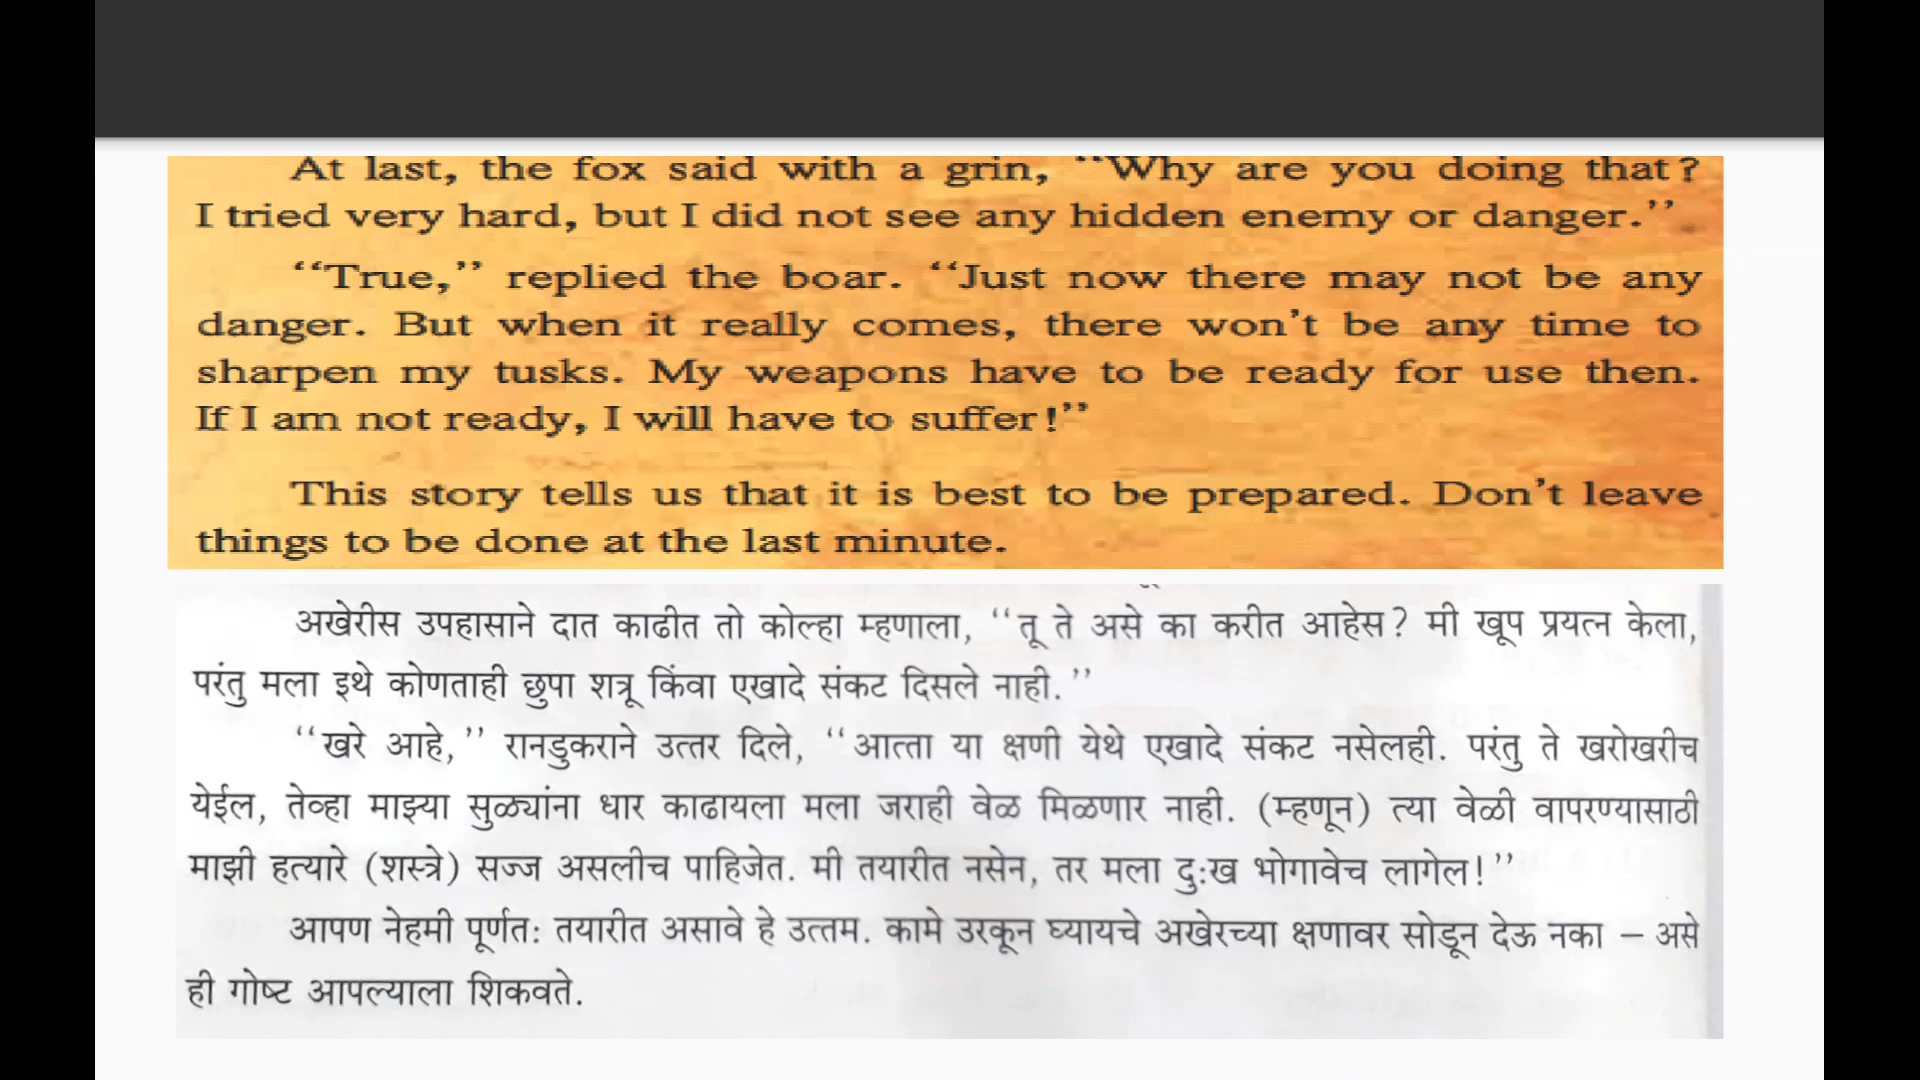 At last, the fox said with a grin, “Why are you doing that?
I tried very hard, but I did not see any hidden enemy or danger.”
“True,” replied the boar. “Just now there may not be any
danger. But when it really comes, there won’t be any time to
sharpen my tusks. My weapons have to be ready for use then.
If I am not ready, I will have to suffer!”
This story tells us that it is best to be prepared. Don’t leave
things to be done at the last minute.
अखेरीस उपहासाने दात काढीत तो कोल्हा म्हणाला, ‘‘तू ते असे का करीत आहेस? मी खूप प्रयत्न केला,
परंतु मला इथे कोणताही छुपा शत्रू किंवा एखादे संकट दिसले नाही.’’
‘‘खरे आहे,’’ रानडुकराने उत्तर दिले, ‘‘आत्ता या क्षणी येथे एखादे संकट नसेलही. परंतु ते खरोखरीच
येईल, तेव्हा माझ्या सुळ्यांना धार काढायला मला जराही वेळ मिळणार नाही. (म्हणून) त्या वेळी वापरण्यासाठी
माझी हत्यारे (शस्त्रे) सज्ज असलीच पाहिजेत. मी तयारीत नसेन, तर मला दुःख भोगावेच लागेल!’’
आपण नेहमी पूर्णतः तयारीत असावे हे उत्तम. कामे उरकून घ्यायचे अखेरच्या क्षणावर सोडून देऊ नका – असे
ही गोष्ट आपल्याला शिकवते.